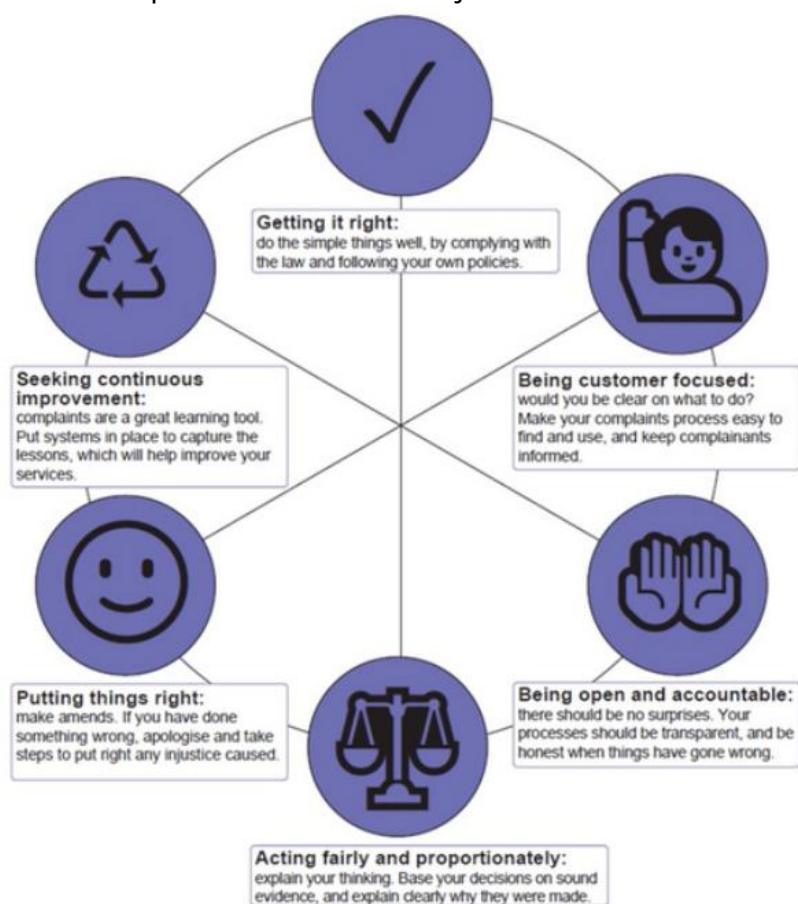 Getting it right:
do the simple things well, by complying with
the law and following your own policies.
Being customer focused:
would you be clear on what to do?
Make your complaints process easy to
find and use, and keep complainants
informed.
Being open and accountable:
there should be no surprises. Your
processes should be transparent, and be
honest when things have gone wrong.
Acting fairly and proportionately:
explain your thinking. Base your decisions on sound
evidence, and explain clearly why they were made.
Putting things right:
make amends. If you have done
something wrong, apologise and take
steps to put right any injustice caused.
Seeking continuous
improvement:
complaints are a great learning tool.
Put systems in place to capture the
lessons, which will help improve your
services.